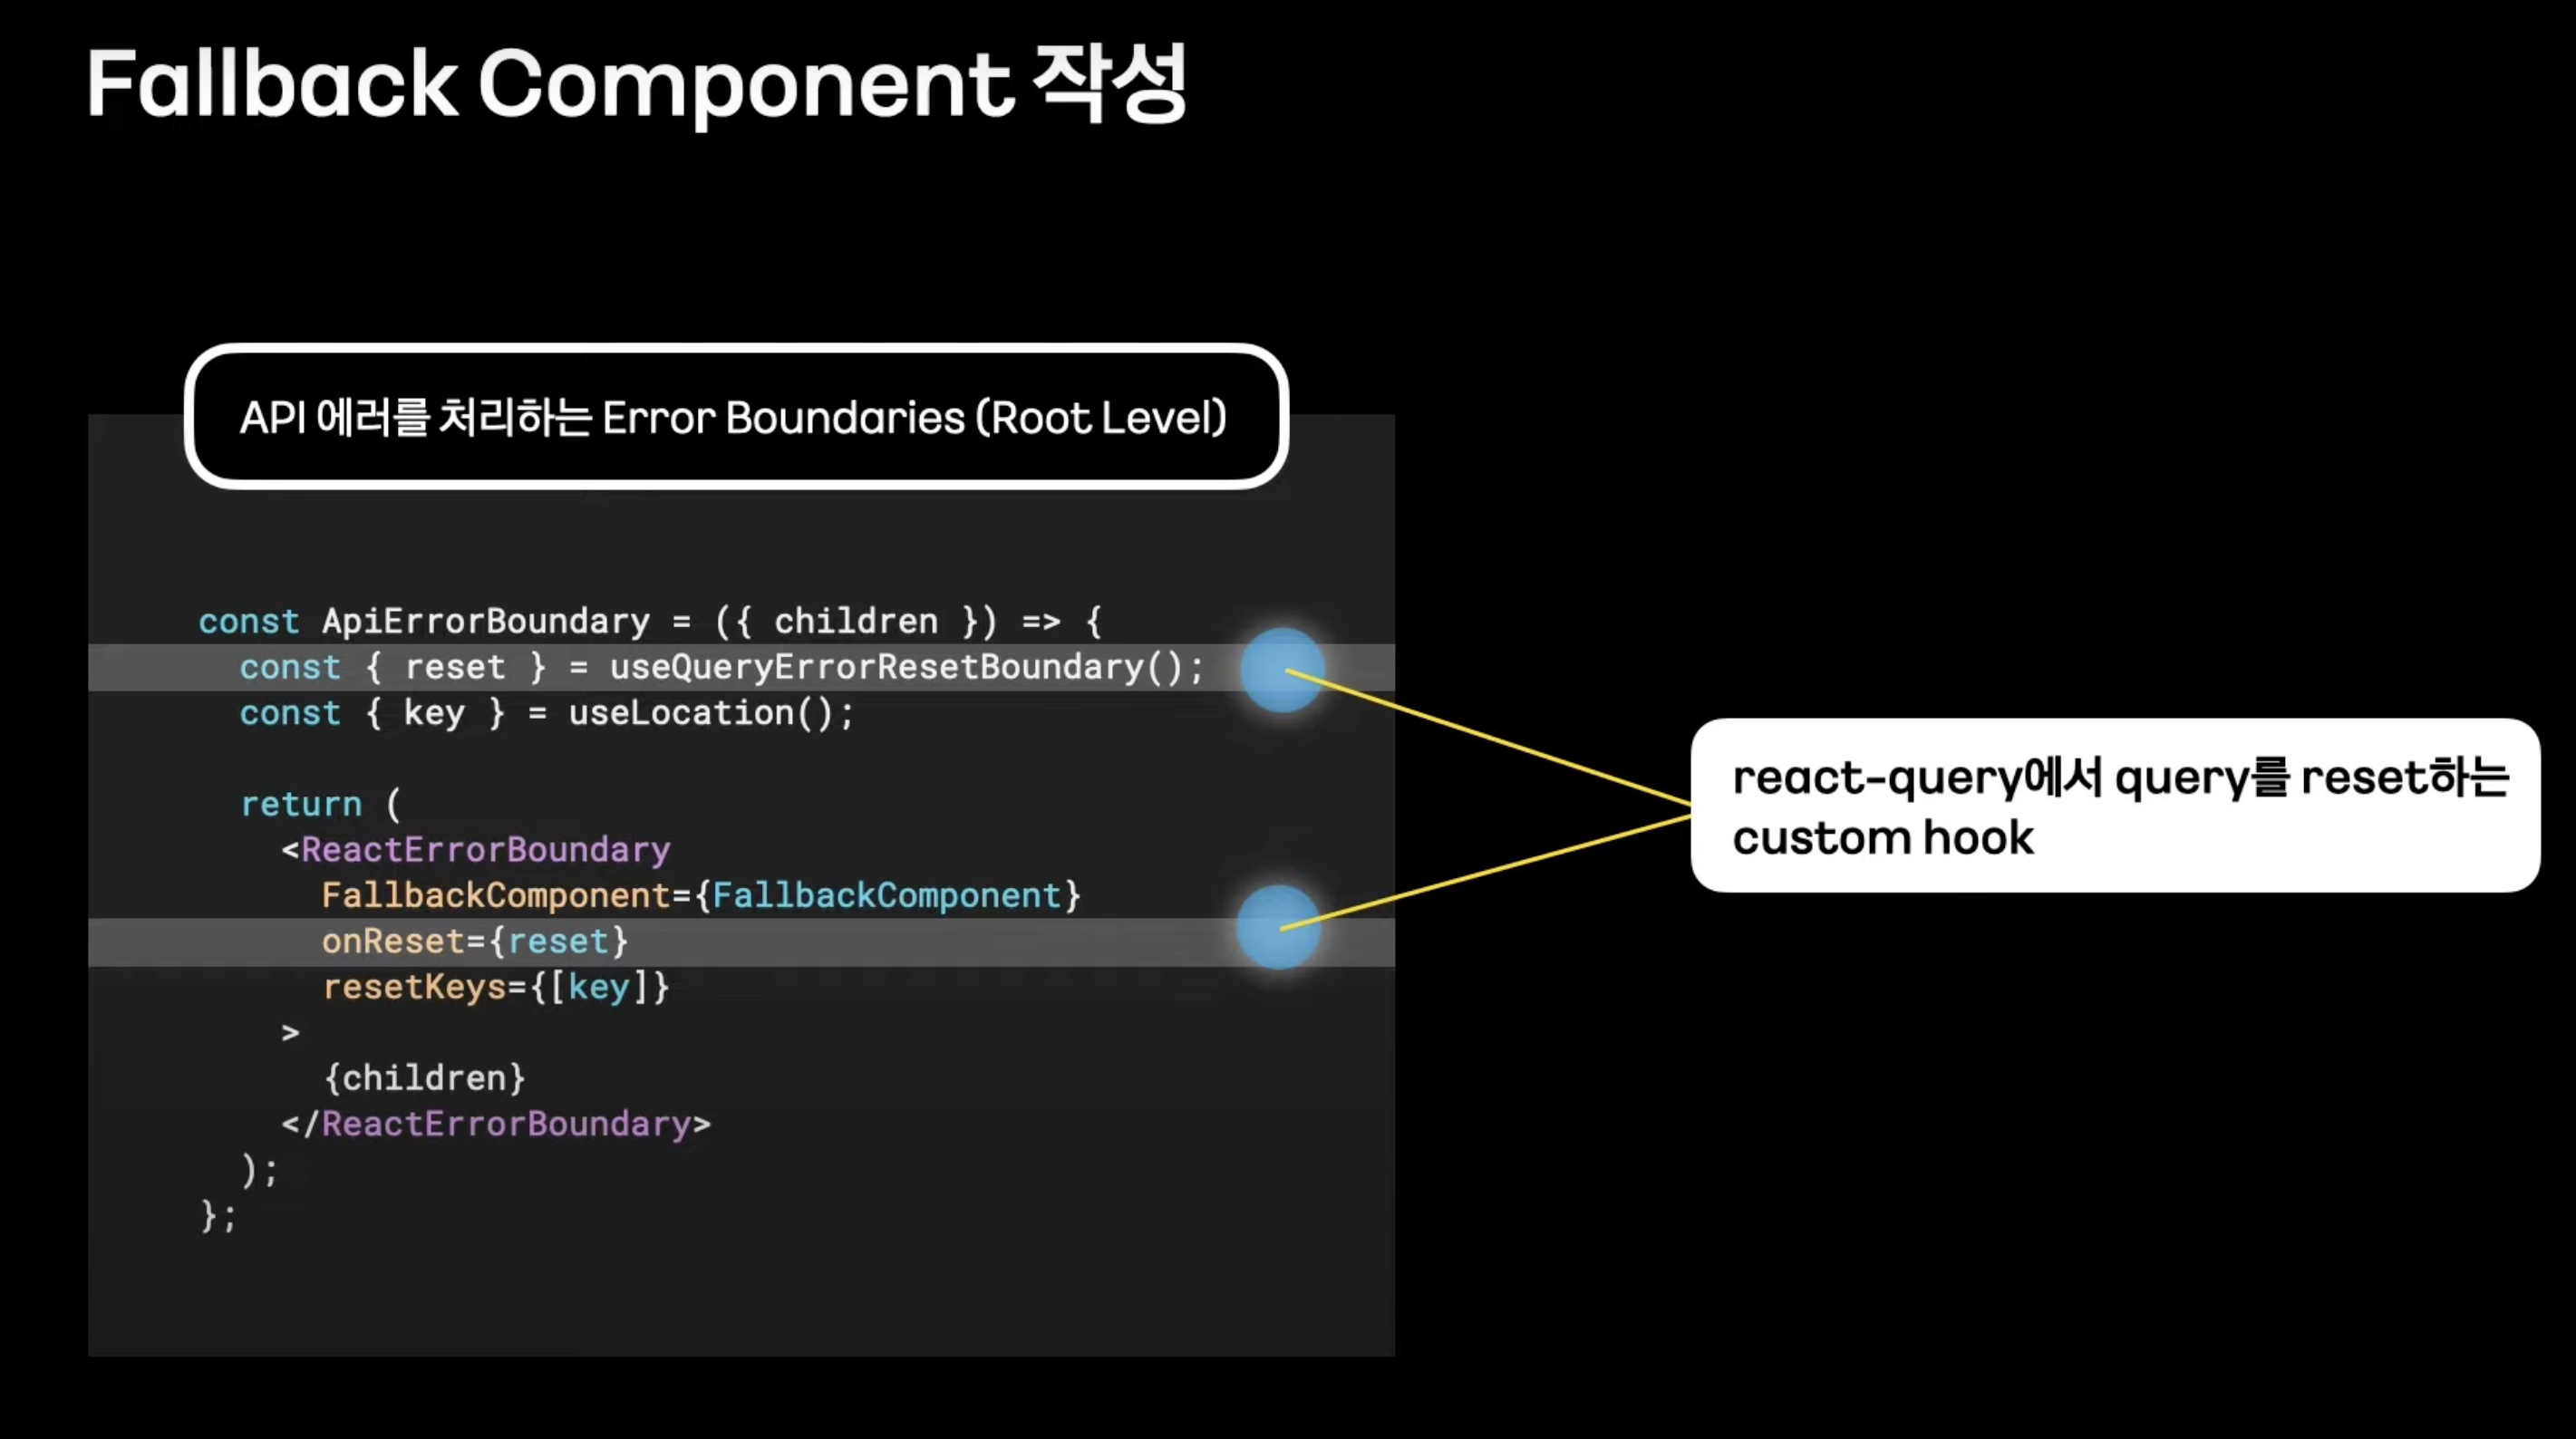 Fallback Component 작성
API 에러를 처리하는 Error Boundaries (Root Level)
const ApiErrorBoundary = ({ children }) => {
const { reset } = useQueryErrorResetBoundary();
const { key } = useLocation();
return (
<ReactErrorBoundary
FallbackComponent={FallbackComponent}
onReset={reset}
resetKeys={[key]}
>
{children}
</ReactErrorBoundary>
);
};
react-query에서 query를 reset하는
custom hook